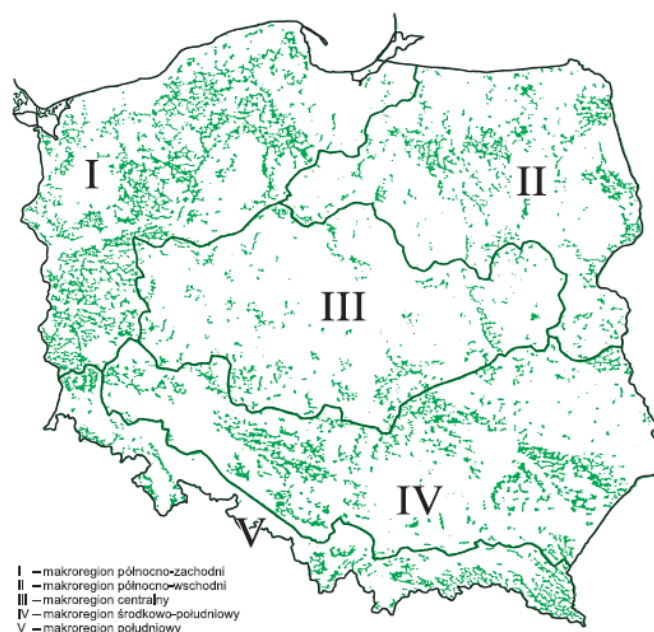 I
II
III
IV
V
I – makroregion północno-zachodni
II – makroregion północno-wschodni
III – makroregion centralny
IV – makroregion środkowo-południowy
V – makroregion południowy